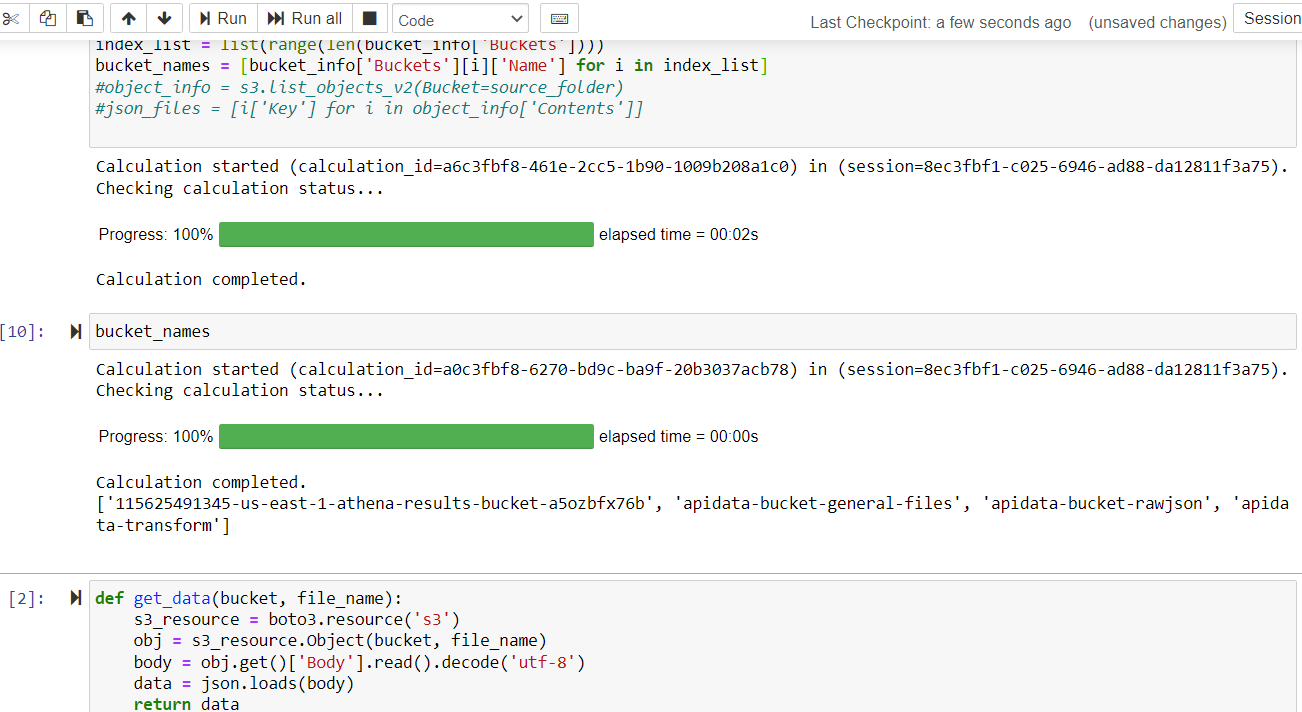 Run Run all Code Last Checkpoint: a few seconds ago (unsaved changes) Session
index_list = list(range(len(bucket_info['Buckets'])))
bucket_names = [bucket_info['Buckets'][i]['Name'] for i in index_list]
#object_info = s3.list_objects_v2(Bucket=source_folder)
#json_files = [i['Key'] for i in object_info['Contents']]
Calculation started (calculation_id=a6c3fbf8-461e-2cc5-1b90-1009b208a1c0) in (session=8ec3fbf1-c025-6946-ad88-da12811f3a75).
Checking calculation status...
Progress: 100% elapsed time = 00:02s
Calculation completed.
[10]: bucket_names
Calculation started (calculation_id=a0c3fbf8-6270-bd9c-ba9f-20b3037acb78) in (session=8ec3fbf1-c025-6946-ad88-da12811f3a75).
Checking calculation status...
Progress: 100% elapsed time = 00:00s
Calculation completed.
['115625491345-us-east-1-athena-results-bucket-a5ozbfx76b', 'apidata-bucket-general-files', 'apidata-bucket-rawjson', 'apida
ta-transform']
[2]: def get_data(bucket, file_name):
s3_resource = boto3.resource('s3')
obj = s3_resource.Object(bucket, file_name)
body = obj.get()['Body'].read().decode('utf-8')
data = json.loads(body)
return data